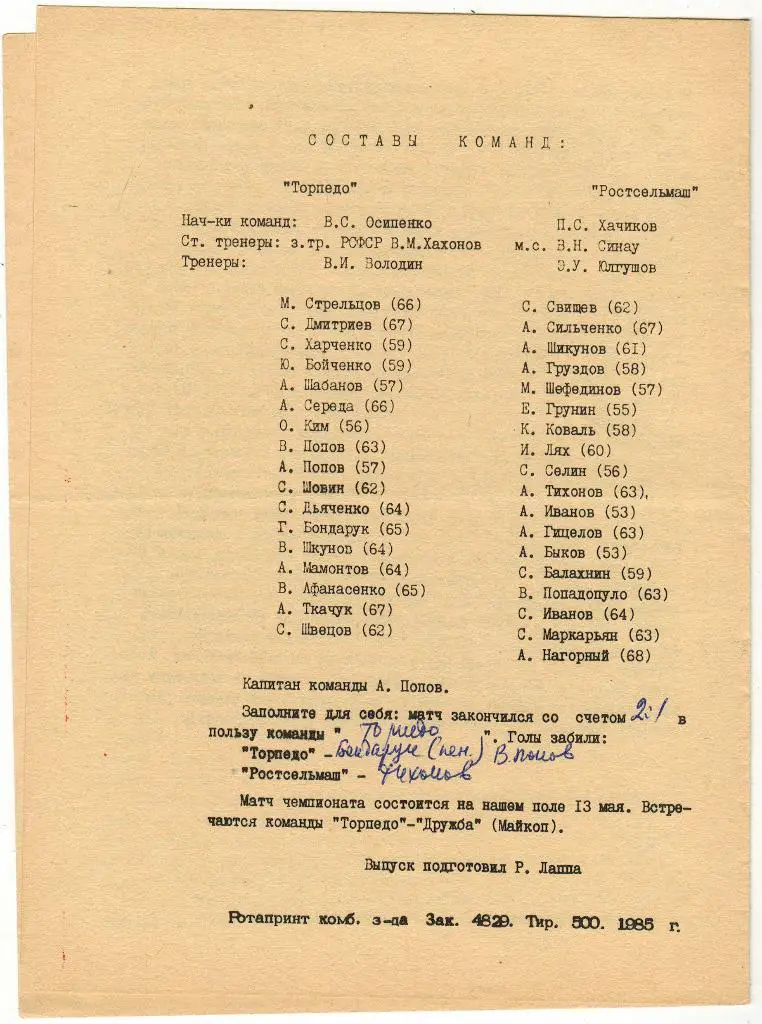 СОСТАВЫ КОМАНД:
"Торпедо" "Ростсельмаш"
Нач-ки команд: В.С. Осипенко П.С. Хачиков
Ст. тренеры: з.тр. РСФСР В.М.Хахонов м.с. В.Н. Синау
Тренеры: В.И. Володин Э.У. Юлгушов
М. Стрельцов (66) С. Свищев (62)
С. Дмитриев (67) А. Сильченко (67)
С. Харченко (59) А. Шикунов (61)
Ю. Бойченко (59) А. Груздов (58)
А. Шабанов (57) М. Шефединов (57)
А. Середа (66) Е. Грунин (55)
О. Ким (56) К. Коваль (58)
В. Попов (63) И. Лях (60)
А. Попов (57) С. Селин (56)
С. Шовин (62) А. Тихонов (63),
С. Дьяченко (64) А. Иванов (53)
Г. Бондарук (65) А. Гицелов (63)
В. Шкунов (64) А. Быков (53)
А. Мамонтов (64) С. Балахнин (59)
В. Афанасенко (65) В. Попадопуло (63)
А. Ткачук (67) С. Иванов (64)
С. Швецов (62) С. Маркарьян (63)
А. Нагорный (68)
Капитан команды А. Попов.
Заполните для себя: матч закончился со счетом 2:1 в
пользу команды " Торпедо ". Голы забили:
"Торпедо" - Бондарук (пен.) В. Попов
"Ростсельмаш" - Тихонов
Матч чемпионата состоится на нашем поле 13 мая. Встре-
чаются команды "Торпедо"-"Дружба" (Майкоп).
Выпуск подготовил Р. Лаппа
Ротапринт комб. з-да Зак. 4829. Тир. 500. 1985 г.